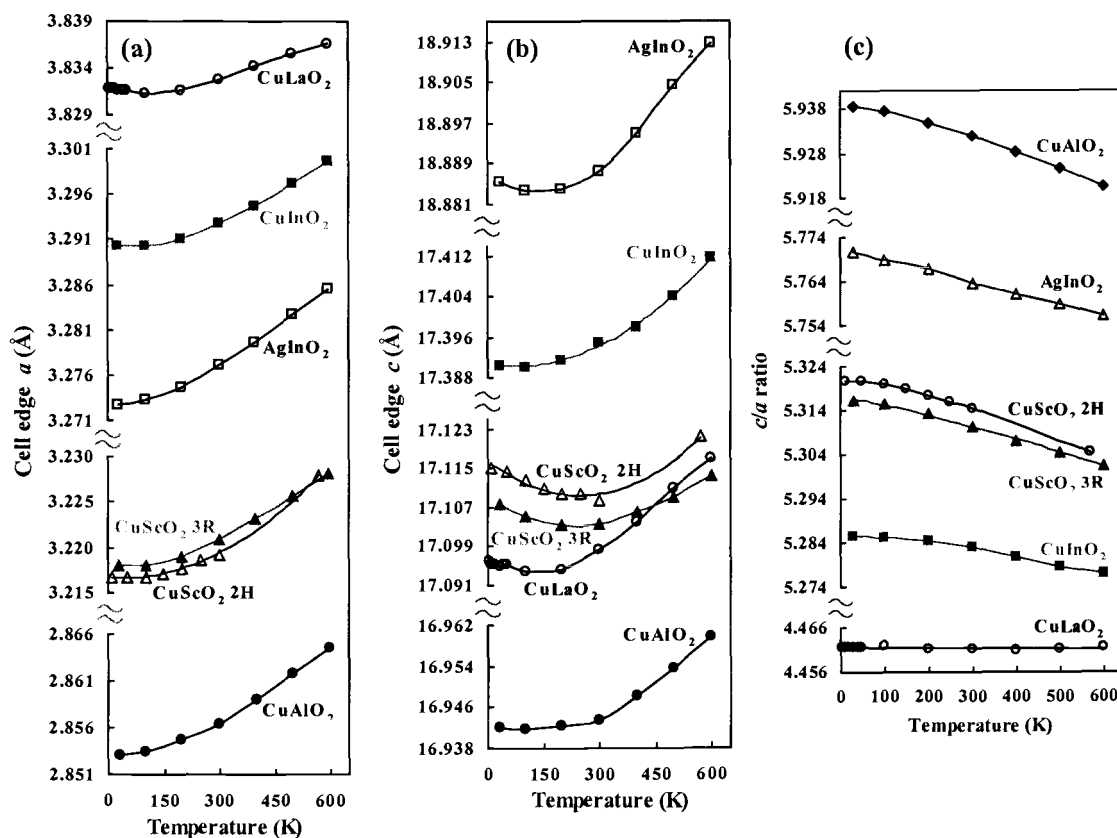 (a)
Cell edge a (Å)
3.839
3.834
3.829
3.301
3.296
3.291
3.286
3.281
3.276
3.271
3.230
3.225
3.220
3.215
2.866
2.861
2.856
2.851
CuLaO2
CuInO2
AgInO2
CuScO2 3R
CuScO2 2H
CuAlO2
0 150 300 450 600
Temperature (K)
(b)
Cell edge c (Å)
18.913
18.905
18.897
18.889
18.881
17.412
17.404
17.396
17.388
17.123
17.115
17.107
17.099
17.091
16.962
16.954
16.946
16.938
AgInO2
CuInO2
CuScO2 2H
CuScO2 3R
CuLaO2
CuAlO2
0 150 300 450 600
Temperature (K)
(c)
c/a ratio
5.938
5.928
5.918
5.774
5.764
5.754
5.324
5.314
5.304
5.294
5.284
5.274
4.466
4.456
CuAlO2
AgInO2
CuScO2 2H
CuScO2 3R
CuInO2
CuLaO2
0 100 200 300 400 500 600
Temperature (K)